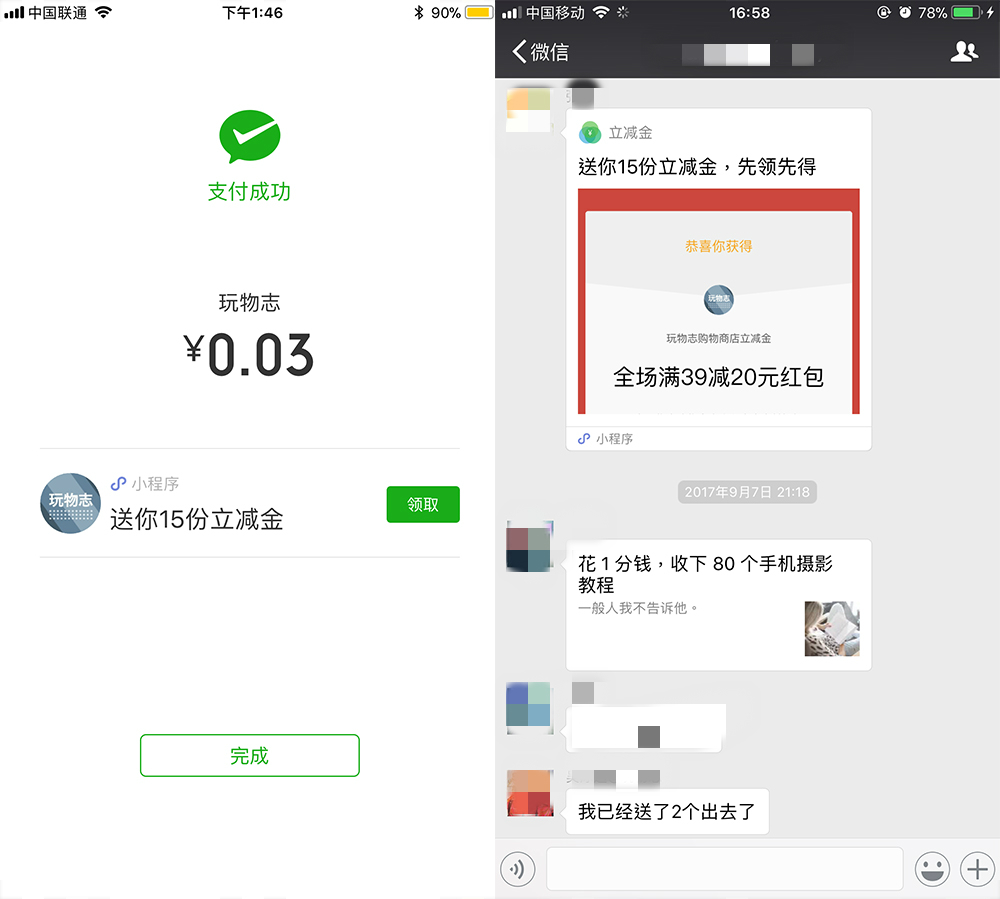 中国联通
下午1:46
90%
支付成功
玩物志
¥0.03
玩物志
小程序
送你15份立减金
领取
完成
中国移动
16:58
78%
微信
立减金
送你15份立减金，先领先得
恭喜你获得
玩物志
玩物志购物商店立减金
全场满39减20元红包
小程序
2017年9月7日 21:18
花 1 分钱，收下 80 个手机摄影
教程
一般人我不告诉他。
我已经送了2个出去了